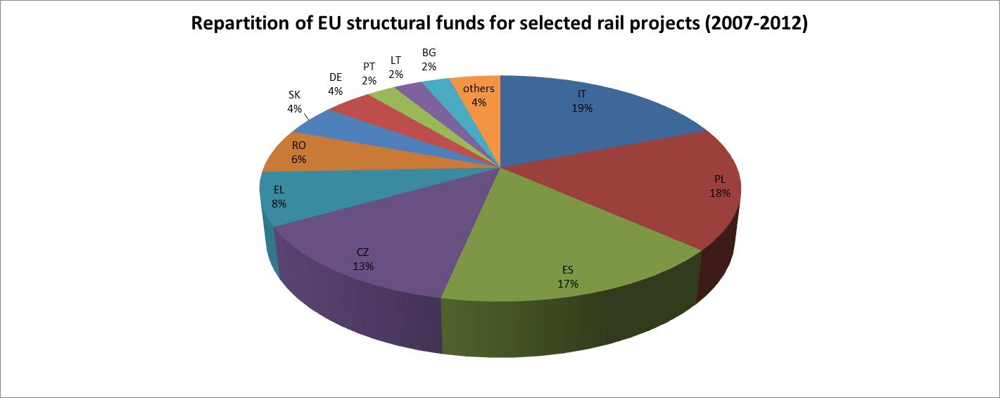 Repartition of EU structural funds for selected rail projects (2007-2012)
IT
19%
PL
18%
ES
17%
CZ
13%
EL
8%
RO
6%
SK
4%
DE
4%
PT
2%
LT
2%
BG
2%
others
4%